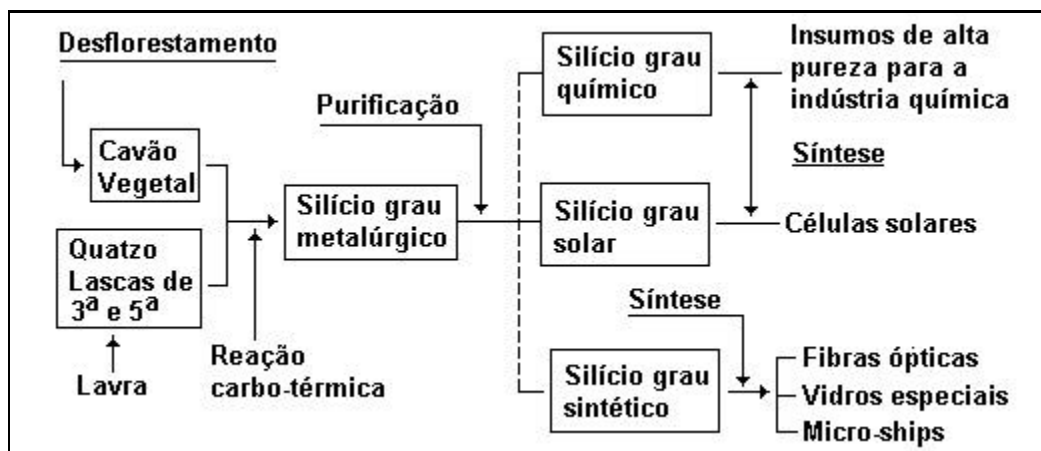 Desflorestamento
Cavão
Vegetal
Quatzo
Lascas de
3ª e 5ª
Lavra
Reação
carbo-térmica
Silício grau
metalúrgico
Purificação
Silício grau
químico
Insumos de alta
pureza para a
indústria química
Síntese
Silício grau
solar
Células solares
Síntese
Silício grau
sintético
Fibras ópticas
Vidros especiais
Micro-ships